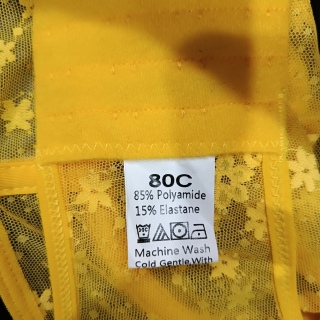 80C
85% Polyamide
15% Elastane
Machine Wash
Cold Gentle With